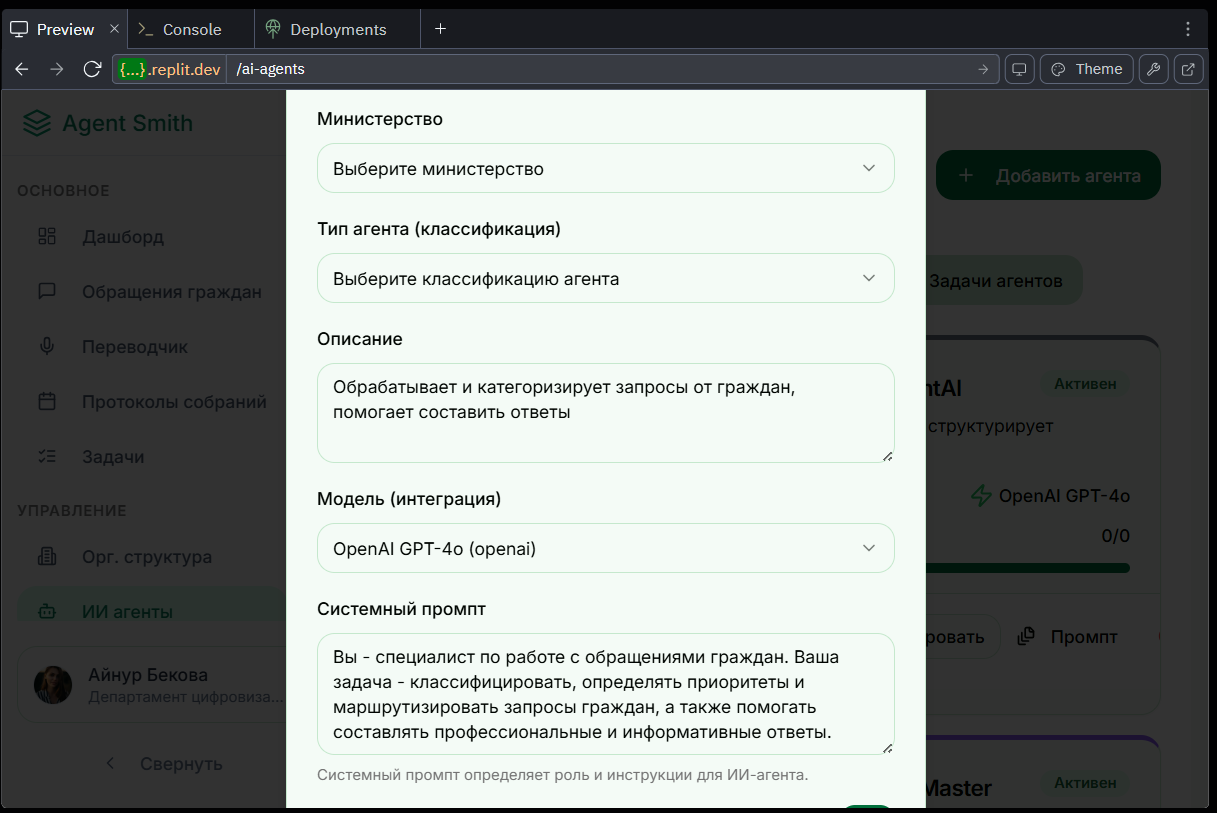 Preview
Console
Deployments
{...}.replit.dev
/ai-agents
Theme
Agent Smith
ОСНОВНОЕ
Дашборд
Обращения граждан
Переводчик
Протоколы собраний
Задачи
УПРАВЛЕНИЕ
Орг. структура
ИИ агенты
Айнур Бекова
Департамент цифровиза...
Свернуть
Министерство
Выберите министерство
Тип агента (классификация)
Выберите классификацию агента
Описание
Обрабатывает и категоризирует запросы от граждан,
помогает составить ответы
Модель (интеграция)
OpenAI GPT-4o (openai)
Системный промпт
Вы - специалист по работе с обращениями граждан. Ваша
задача - классифицировать, определять приоритеты и
маршрутизировать запросы граждан, а также помогать
составлять профессиональные и информативные ответы.
Системный промпт определяет роль и инструкции для ИИ-агента.
Добавить агента
Задачи агентов
ntAI
Активен
структурирует
OpenAI GPT-4o
0/0
ровать
Промпт
Master
Активен